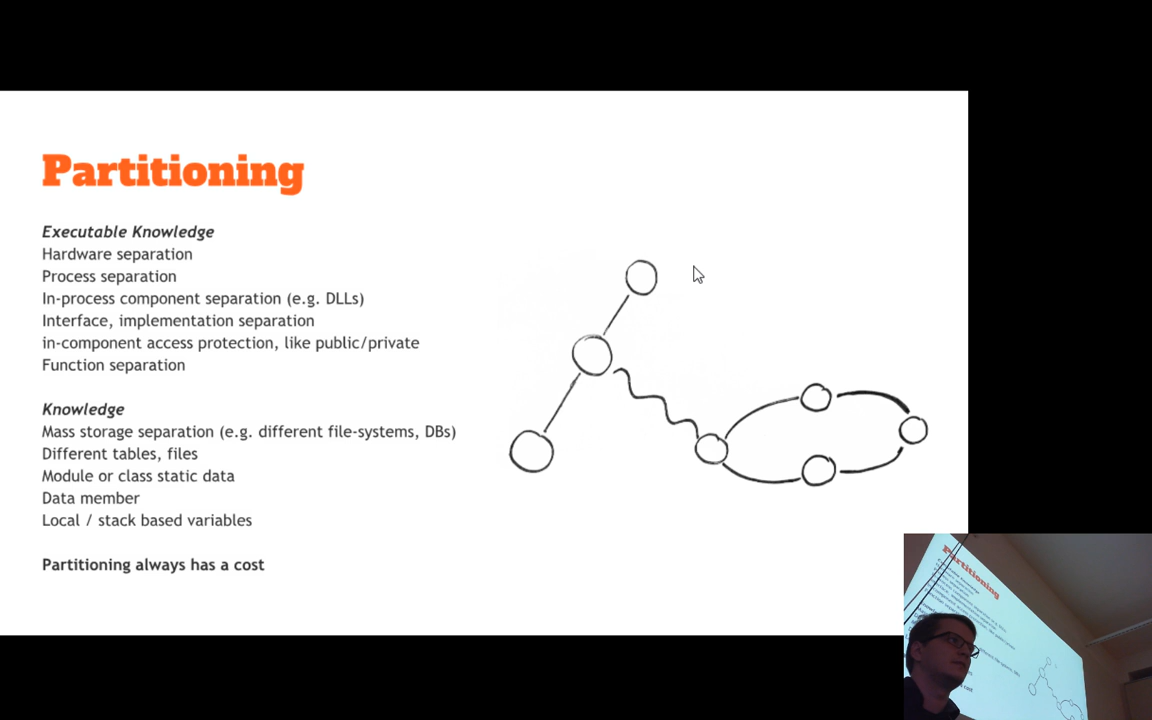 Partitioning
Executable Knowledge
Hardware separation
Process separation
In-process component separation (e.g. DLLs)
Interface, implementation separation
in-component access protection, like public/private
Function separation
Knowledge
Mass storage separation (e.g. different file-systems, DBs)
Different tables, files
Module or class static data
Data member
Local / stack based variables
Partitioning always has a cost
Partitioning